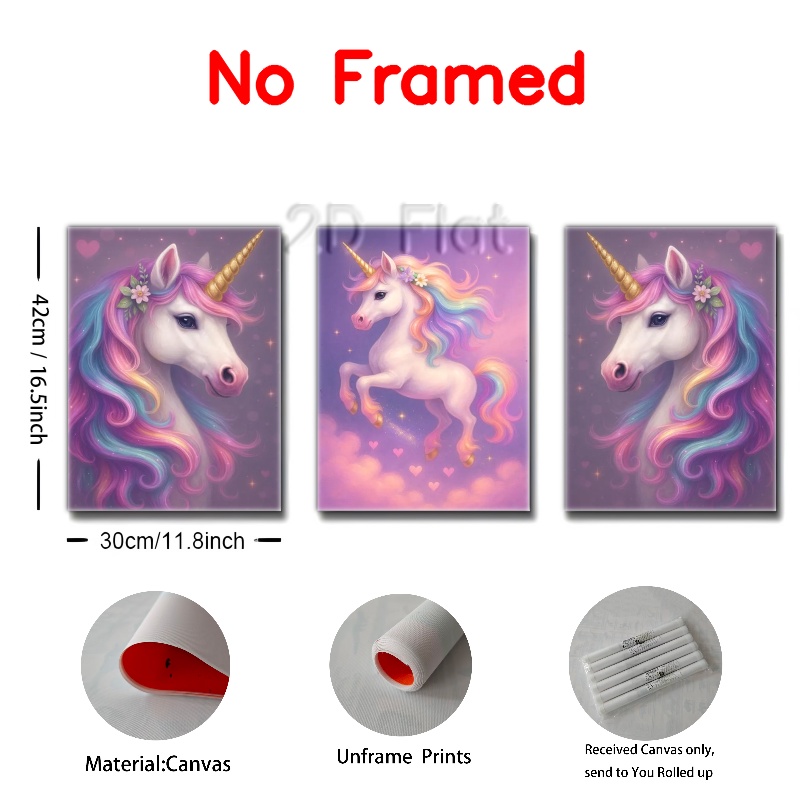 No Framed
2D Flat
42cm / 16.5inch
30cm/11.8inch
Material:Canvas
Unframe Prints
Received Canvas only,
send to You Rolled up